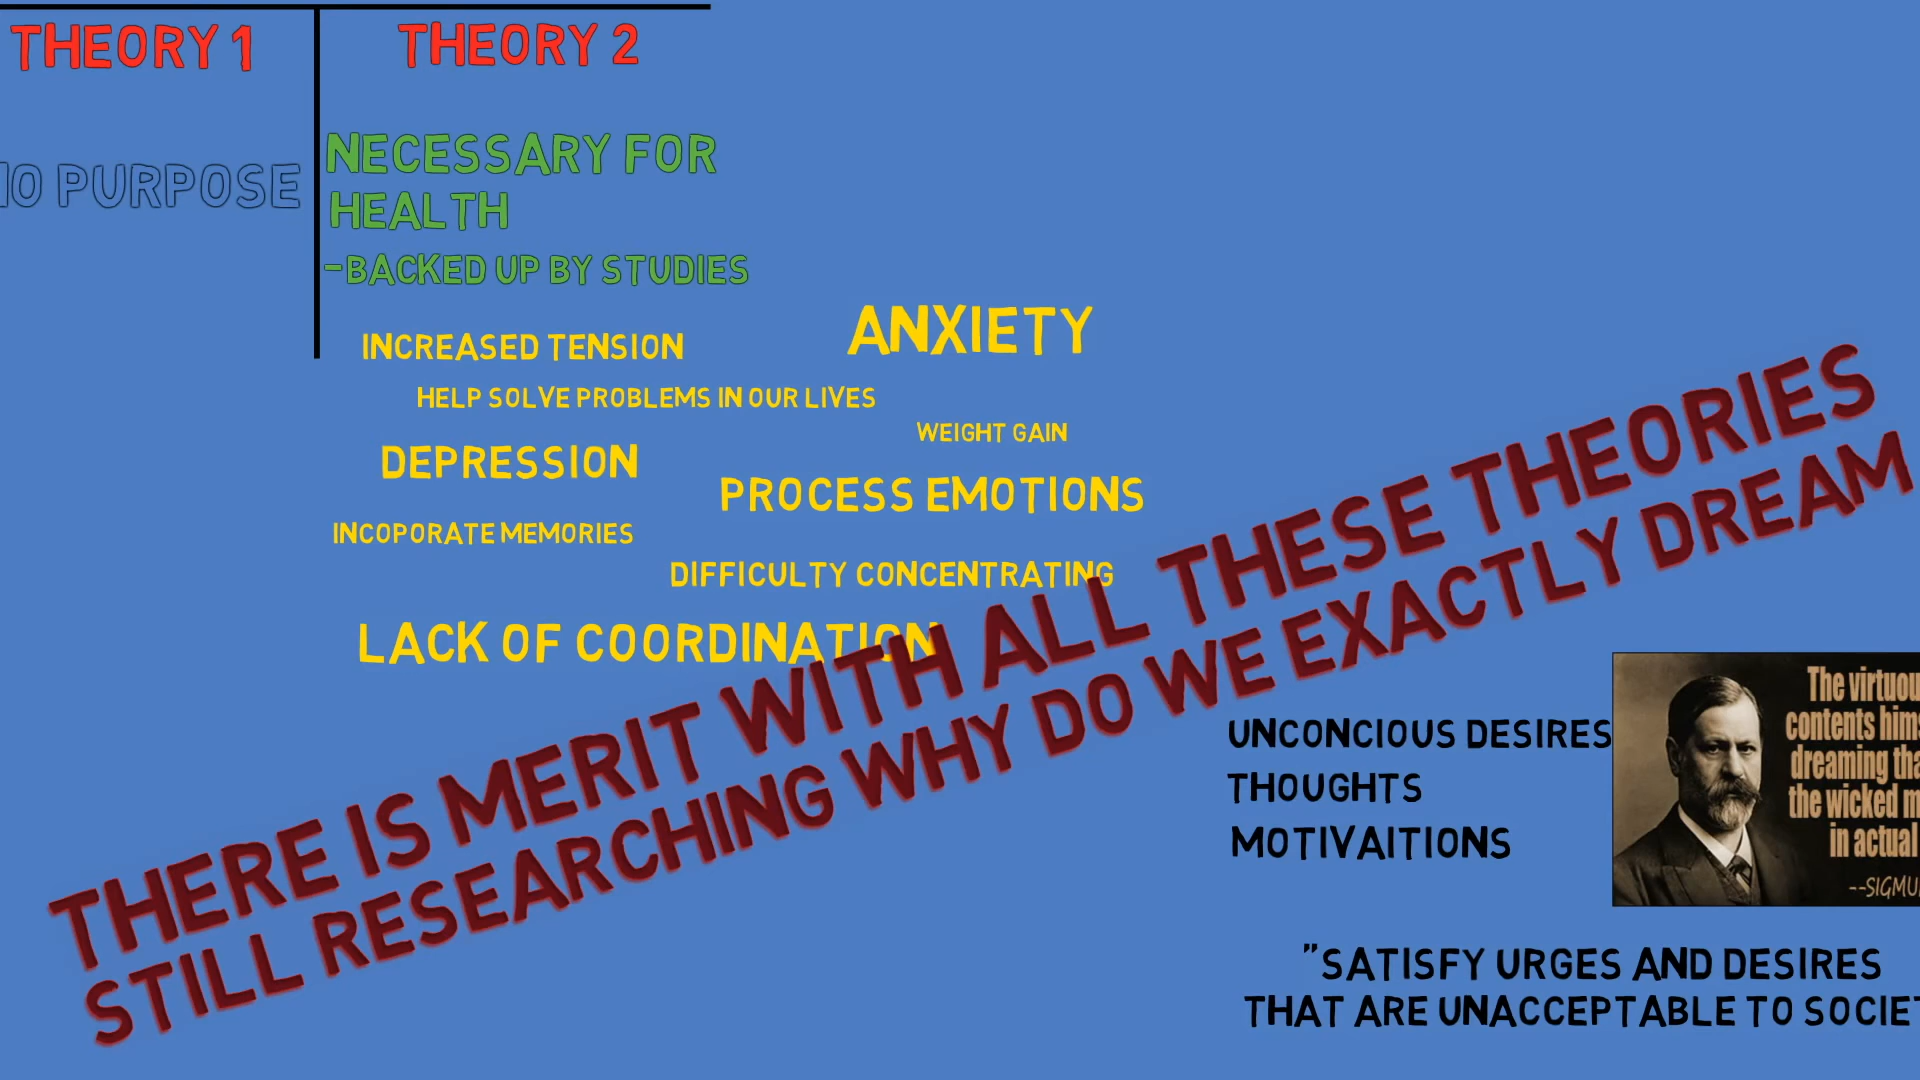 THEORY 1
THEORY 2
NO PURPOSE
NECESSARY FOR
HEALTH
-BACKED UP BY STUDIES
INCREASED TENSION
ANXIETY
HELP SOLVE PROBLEMS IN OUR LIVES
WEIGHT GAIN
DEPRESSION
PROCESS EMOTIONS
INCOPORATE MEMORIES
DIFFICULTY CONCENTRATING
LACK OF COORDINATION
THERE IS MERIT WITH ALL THESE THEORIES
STILL RESEARCHING WHY DO WE EXACTLY DREAM
UNCONCIOUS DESIRES
THOUGHTS
MOTIVAITIONS
The virtuou
contents hims
dreaming tha
the wicked m
in actual
--SIGMU
"SATISFY URGES AND DESIRES
THAT ARE UNACCEPTABLE TO SOCIET